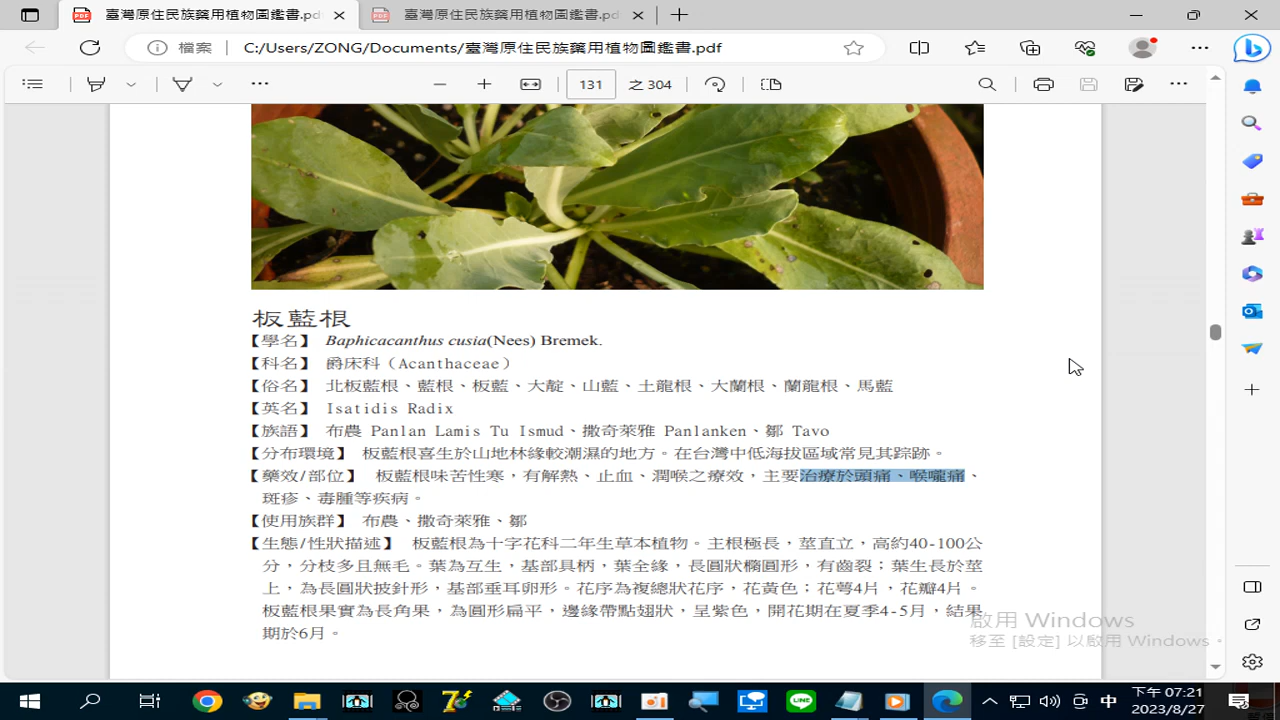 臺灣原住民族藥用植物圖鑑書.pdf
臺灣原住民族藥用植物圖鑑書.pdf
檔案 C:/Users/ZONG/Documents/臺灣原住民族藥用植物圖鑑書.pdf
131 之 304
板藍根
【學名】 Baphicacanthus cusia(Nees) Bremek.
【科名】 爵床科（Acanthaceae）
【俗名】 北板藍根、藍根、板藍、大靛、山藍、土龍根、大蘭根、蘭龍根、馬藍
【英名】 Isatidis Radix
【族語】 布農 Panlan Lamis Tu Ismud、撒奇萊雅 Panlanken、鄒 Tavo
【分布環境】 板藍根喜生於山地林緣較潮濕的地方。在台灣中低海拔區域常見其踪跡。
【藥效/部位】 板藍根味苦性寒，有解熱、止血、潤喉之療效，主要治療於頭痛、喉嚨痛、
斑疹、毒腫等疾病。
【使用族群】 布農、撒奇萊雅、鄒
【生態/性狀描述】 板藍根為十字花科二年生草本植物。主根極長，莖直立，高約40-100公
分，分枝多且無毛。葉為互生，基部具柄，葉全緣，長圓狀橢圓形，有齒裂；葉生長於莖
上，為長圓狀披針形，基部垂耳卵形。花序為複總狀花序，花黃色；花萼4片，花瓣4片。
板藍根果實為長角果，為圓形扁平，邊緣帶點翅狀，呈紫色，開花期在夏季4-5月，結果
期於6月。
啟用 Windows
移至 [設定] 以啟用 Windows。
中
下午 07:21
2023/8/27